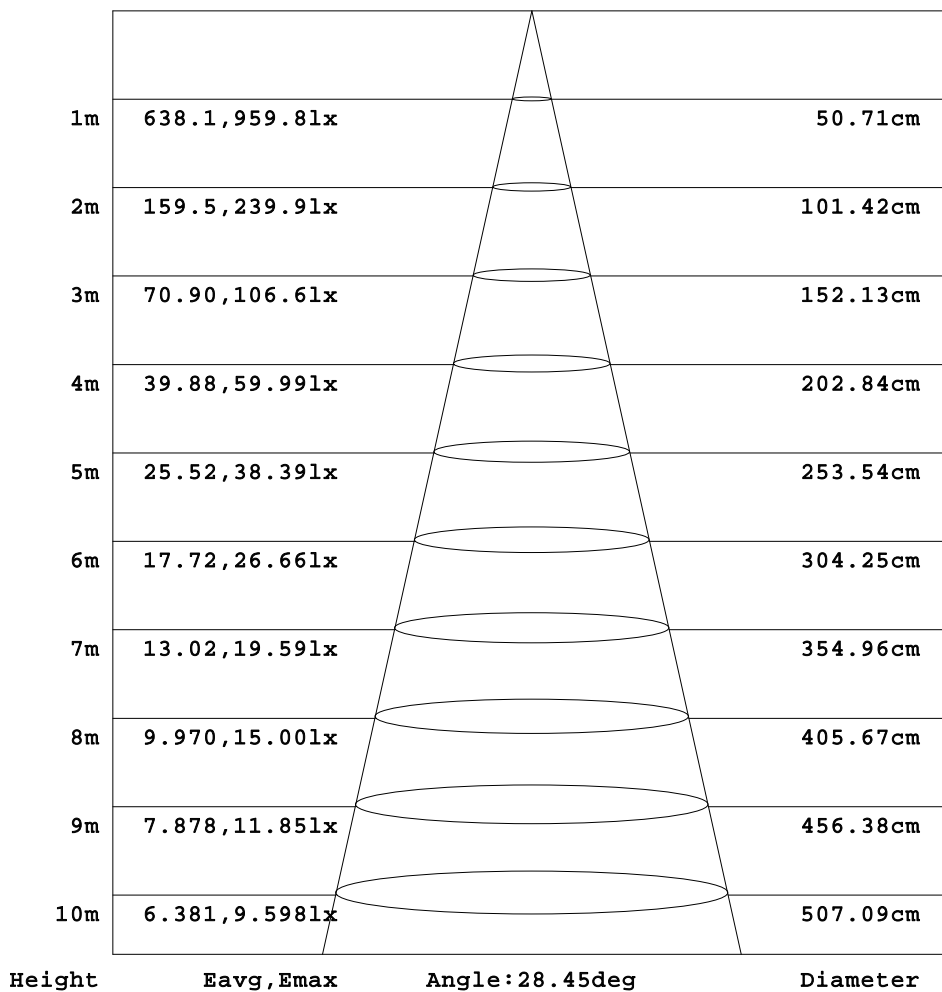 1m 638.1,959.8lx 50.71cm
2m 159.5,239.9lx 101.42cm
3m 70.90,106.6lx 152.13cm
4m 39.88,59.99lx 202.84cm
5m 25.52,38.39lx 253.54cm
6m 17.72,26.66lx 304.25cm
7m 13.02,19.59lx 354.96cm
8m 9.970,15.00lx 405.67cm
9m 7.878,11.85lx 456.38cm
10m 6.381,9.598lx 507.09cm
Height Eavg,Emax Angle:28.45deg Diameter